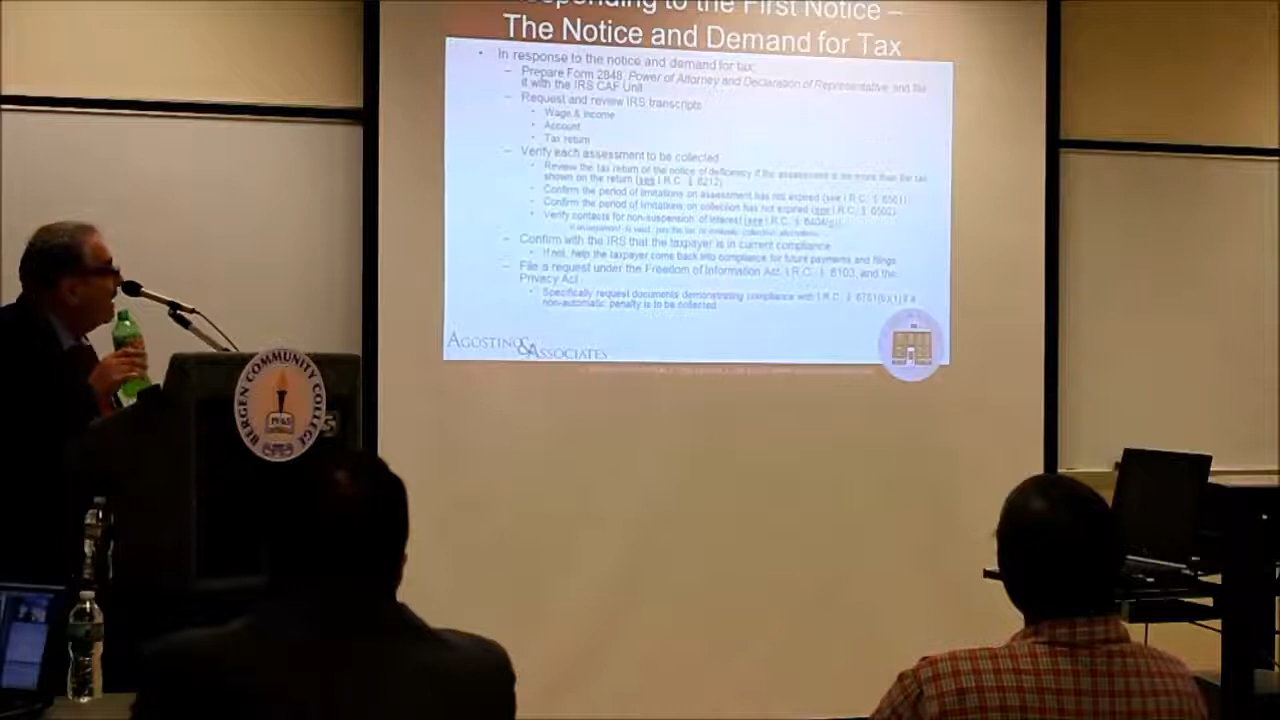 Responding to the First Notice –
The Notice and Demand for Tax
• In response to the notice and demand for tax:
– Prepare Form 2848, Power of Attorney and Declaration of Representative, and file
it with the IRS CAF Unit
– Request and review IRS transcripts
• Wage & Income
• Account
• Tax return
– Verify each assessment to be collected
• Review the tax return or the notice of deficiency if the assessment is no more than the tax
shown on the return (see I.R.C. § 6212)
• Confirm the period of limitations on assessment has not expired (see I.R.C. § 6501)
• Confirm the period of limitations on collection has not expired (see I.R.C. § 6502)
• Verify contacts for non-suspension of interest (see I.R.C. § 6404(g))
– Confirm with the IRS that the taxpayer is in current compliance
• If not, help the taxpayer come back into compliance for future payments and filings
– File a request under the Freedom of Information Act, I.R.C. § 6103, and the
Privacy Act
• Specifically request documents demonstrating compliance with I.R.C. § 6751(b)(1) if a
non-automatic penalty is to be collected
AGOSTINO & ASSOCIATES
BERGEN COMMUNITY COLLEGE
1965